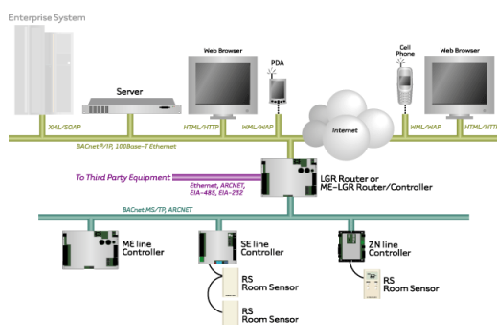 Enterprise System
Server
Web Browser
PDA
Cell
Phone
Web Browser
Internet
XML/SOAP
HTML/HTTP
WML/WAP
WML/WAP
HTML/HTTP
BACnet®/IP, 100Base-T Ethernet
To Third Party Equipment
Ethernet, ARCNET,
EIA-485, EIA-232
LGR Router or
ME-LGR Router/Controller
BACnet MS/TP, ARCNET
ME line
Controller
SE line
Controller
ZN line
Controller
RS
Room Sensor
RS
Room Sensor
RS
Room Sensor